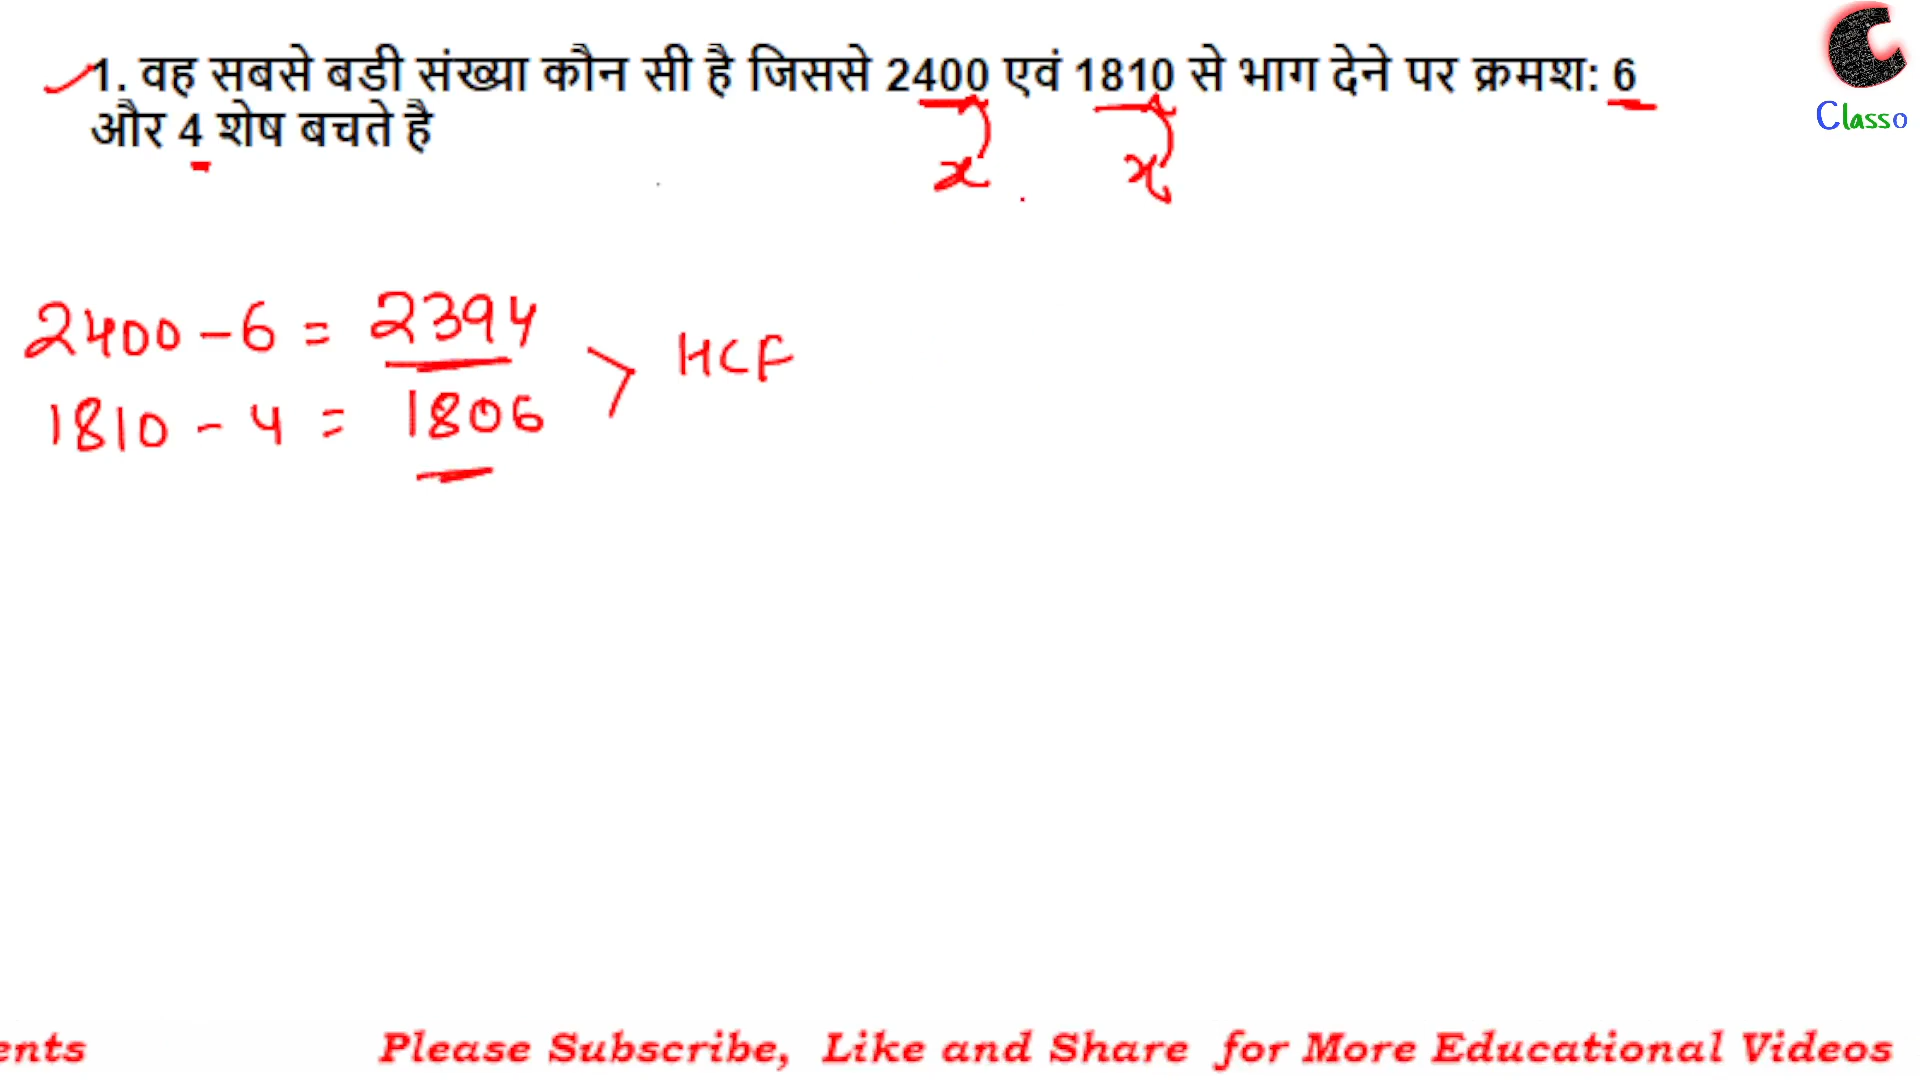 1. वह सबसे बडी संख्या कौन सी है जिससे 2400 एवं 1810 से भाग देने पर क्रमश: 6
और 4 शेष बचते है
x x
Classo
2400 - 6 = 2394
1810 - 4 = 1806
> HCF
ents Please Subscribe, Like and Share for More Educational Videos